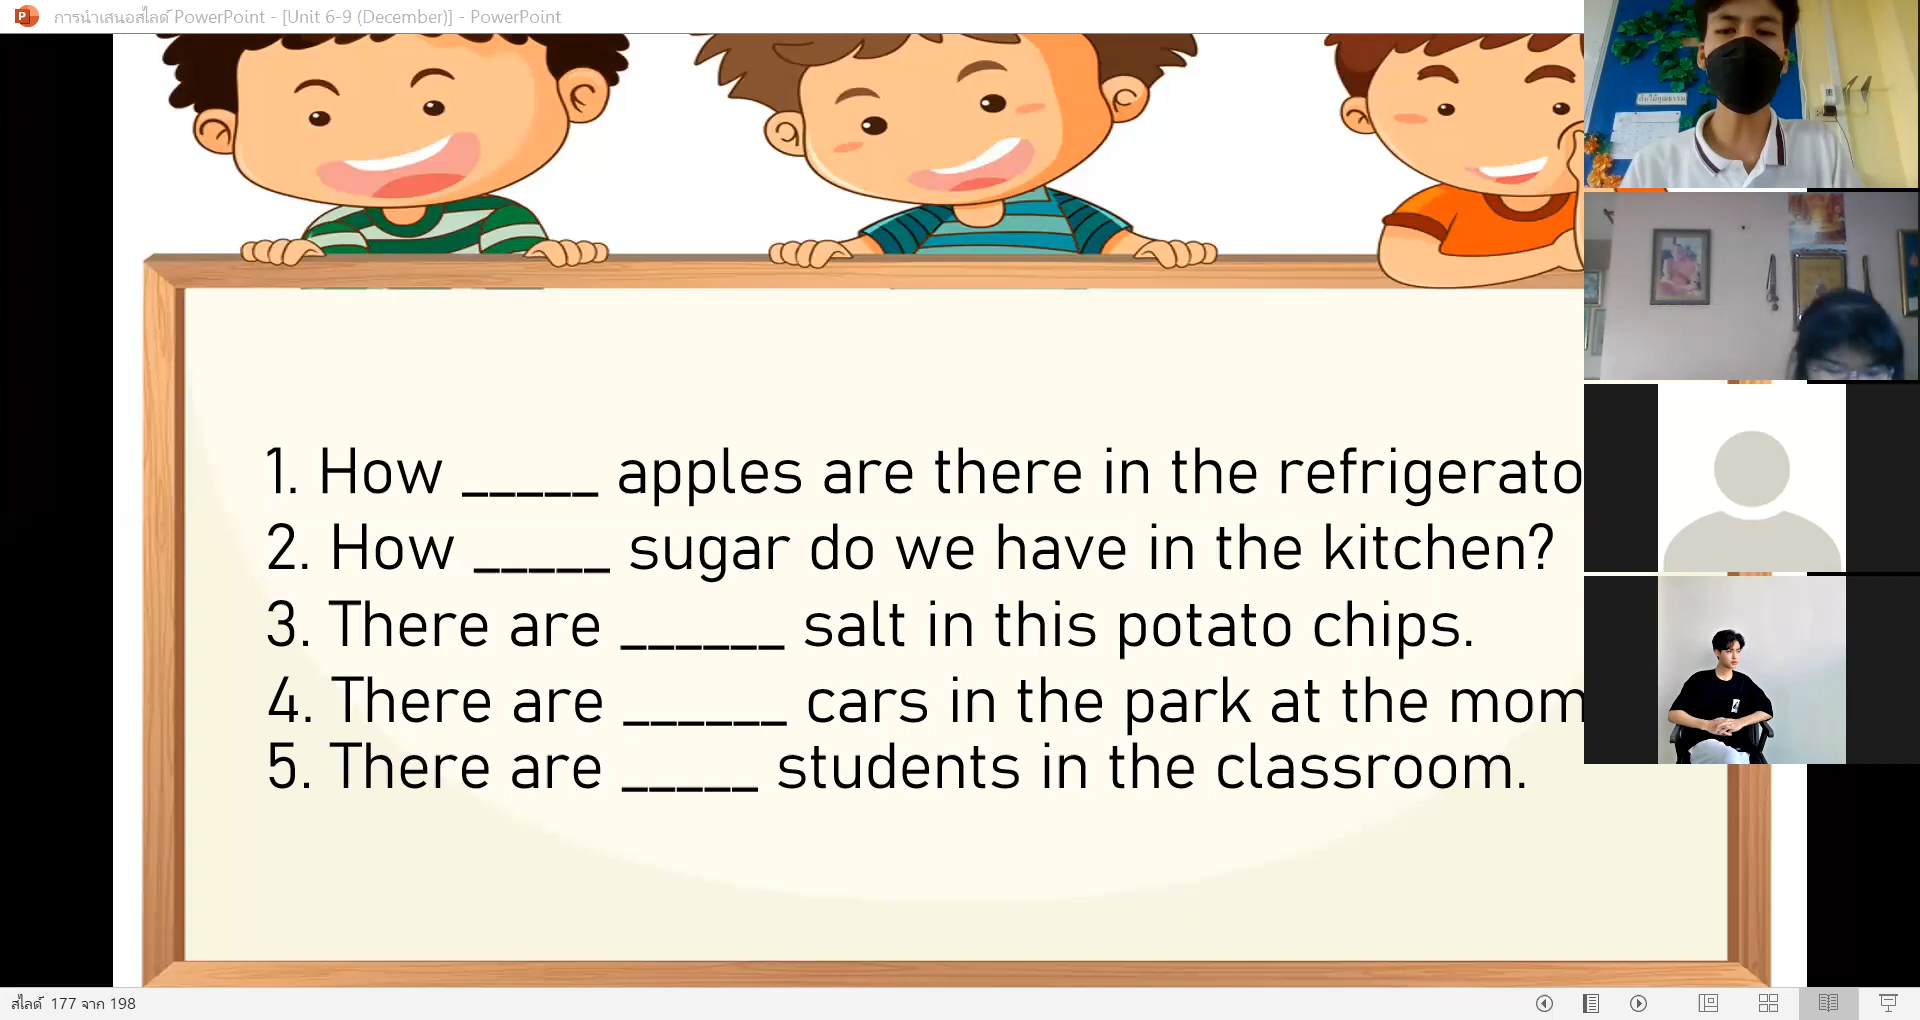 การนำเสนอสไลด์ PowerPoint - [Unit 6-9 (December)] - PowerPoint
1. How _____ apples are there in the refrigerato
2. How _____ sugar do we have in the kitchen?
3. There are ______ salt in this potato chips.
4. There are ______ cars in the park at the mom
5. There are _____ students in the classroom.
สไลด์ 177 จาก 198